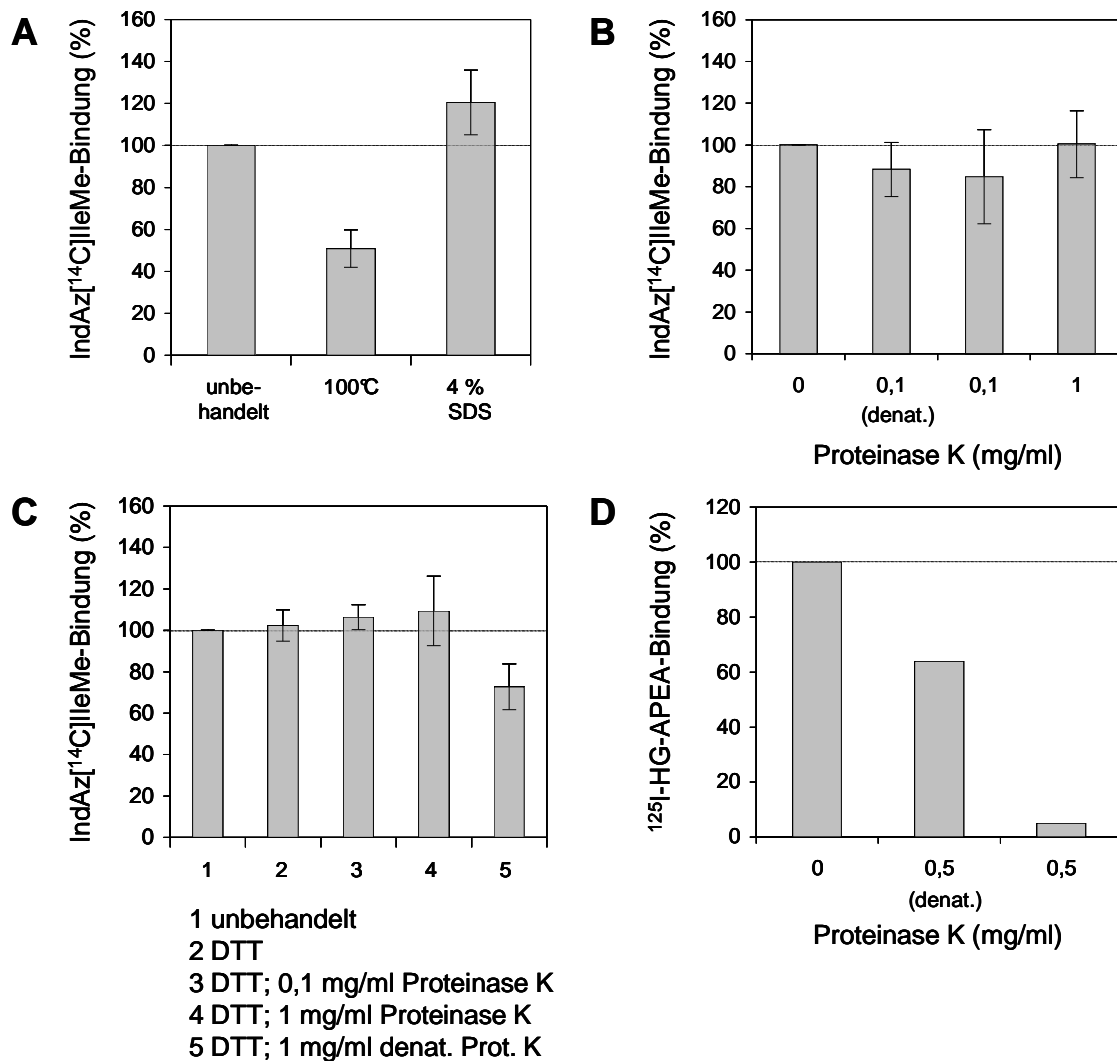 A
IndAz[¹⁴C]IleMe-Bindung (%)
160
140
120
100
80
60
40
20
0
unbe-
handelt
100°C
4 %
SDS
B
IndAz[¹⁴C]IleMe-Bindung (%)
160
140
120
100
80
60
40
20
0
0 0,1 0,1 1
(denat.)
Proteinase K (mg/ml)
C
IndAz[¹⁴C]IleMe-Bindung (%)
160
140
120
100
80
60
40
20
0
1 2 3 4 5
1 unbehandelt
2 DTT
3 DTT; 0,1 mg/ml Proteinase K
4 DTT; 1 mg/ml Proteinase K
5 DTT; 1 mg/ml denat. Prot. K
D
¹²⁵I-HG-APEA-Bindung (%)
120
100
80
60
40
20
0
0 0,5 0,5
(denat.)
Proteinase K (mg/ml)